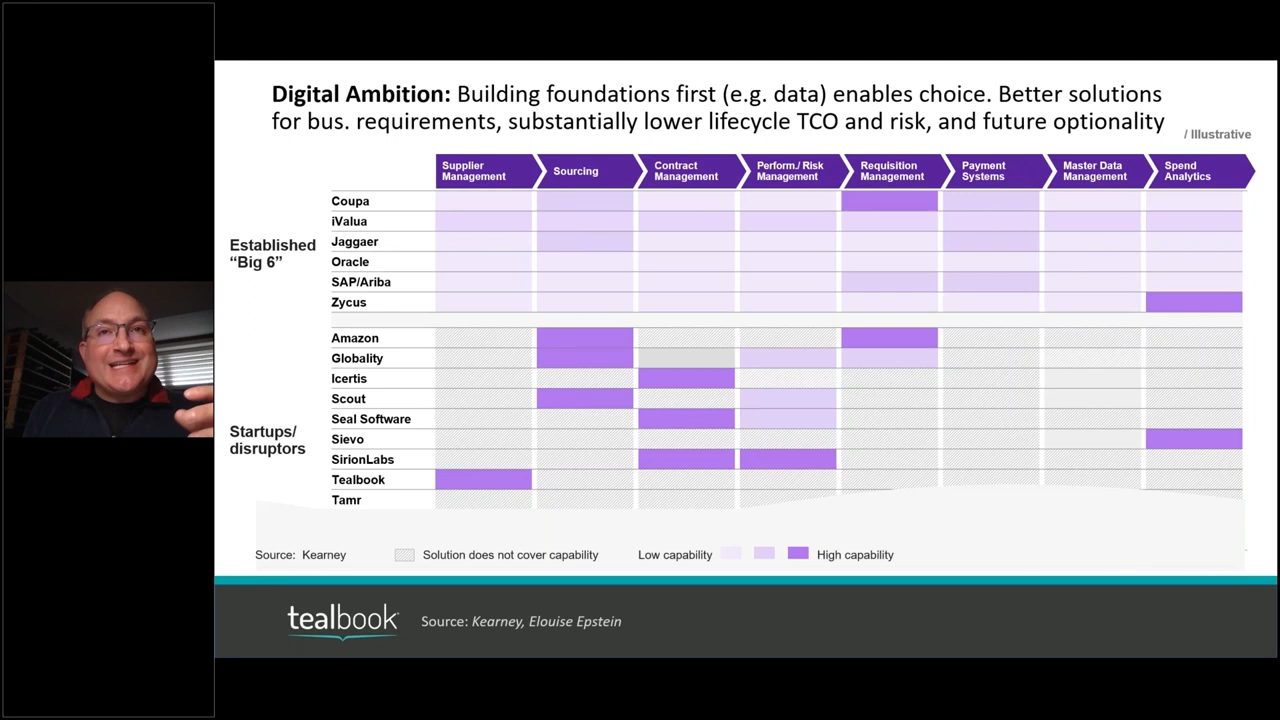 Digital Ambition: Building foundations first (e.g. data) enables choice. Better solutions
for bus. requirements, substantially lower lifecycle TCO and risk, and future optionality
/ Illustrative
Supplier
Management
Sourcing
Contract
Management
Perform./ Risk
Management
Requisition
Management
Payment
Systems
Master Data
Management
Spend
Analytics
Established
“Big 6”
Coupa
iValua
Jaggaer
Oracle
SAP/Ariba
Zycus
Startups/
disruptors
Amazon
Globality
Icertis
Scout
Seal Software
Sievo
SirionLabs
Tealbook
Tamr
Source: Kearney
Solution does not cover capability
Low capability
High capability
tealbook
Source: Kearney, Elouise Epstein